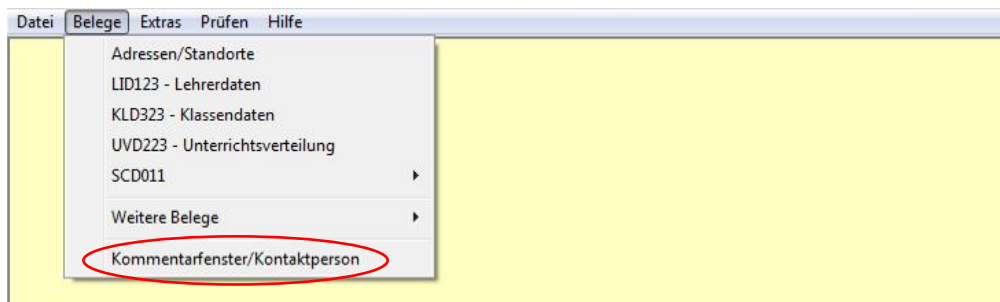 Datei Belege Extras Prüfen Hilfe
Adressen/Standorte
LID123 - Lehrerdaten
KLD323 - Klassendaten
UVD223 - Unterrichtsverteilung
SCD011
Weitere Belege
Kommentarfenster/Kontaktperson